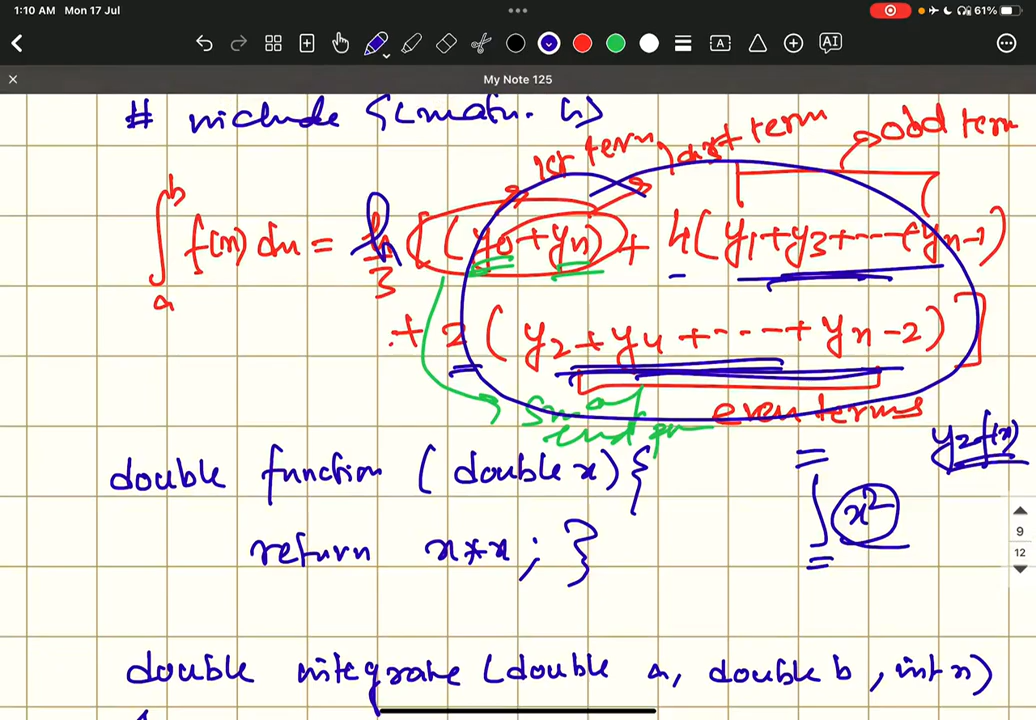 1:10 AM Mon 17 Jul
61%
My Note 125
# include {<math. h>
1st term last term odd term
∫ₐᵇ f(x) dx = h/3 [(y0 + yn) + 4(y1 + y3 + ---- + yn-1)
+ 2 (y2 + y4 + ---- + yn-2)]
even terms
end
double function (double x) {
y = f(x)
return x*x; }
∫ x²
9
12
double integrate (double a, double b, int n)
{